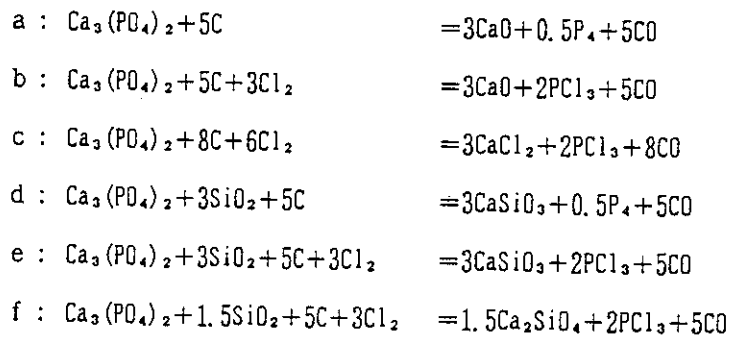 a : Ca₃(PO₄)₂+5C =3CaO+0.5P₄+5CO
b : Ca₃(PO₄)₂+5C+3Cl₂ =3CaO+2PCl₃+5CO
c : Ca₃(PO₄)₂+8C+6Cl₂ =3CaCl₂+2PCl₃+8CO
d : Ca₃(PO₄)₂+3SiO₂+5C =3CaSiO₃+0.5P₄+5CO
e : Ca₃(PO₄)₂+3SiO₂+5C+3Cl₂ =3CaSiO₃+2PCl₃+5CO
f : Ca₃(PO₄)₂+1.5SiO₂+5C+3Cl₂ =1.5Ca₂SiO₄+2PCl₃+5CO